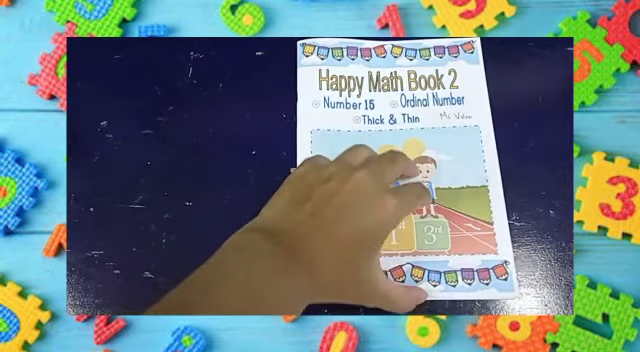 Happy Math Book 2
Number 15 Ordinal Number
Thick & Thin
1 3rd